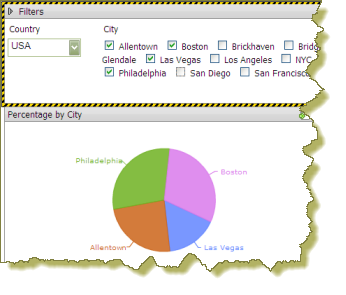 Filters
Country City
USA
Allentown Boston Brickhaven Bridg
Glendale Las Vegas Los Angeles NYC
Philadelphia San Diego San Francisc
Percentage by City
Philadelphia
Boston
Allentown
Las Vegas